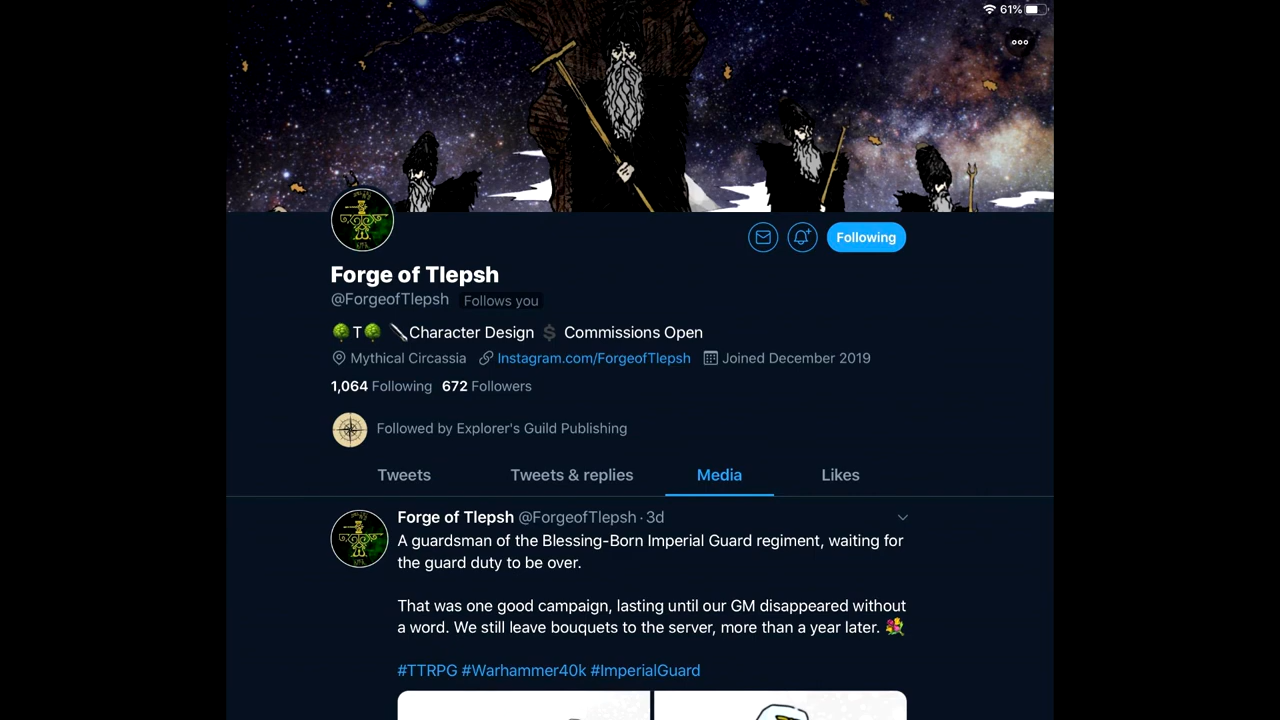 61%
Following
Forge of Tlepsh
@ForgeofTlepsh Follows you
🌳T🌳 🔪Character Design 💲 Commissions Open
Mythical Circassia Instagram.com/ForgeofTlepsh Joined December 2019
1,064 Following 672 Followers
Followed by Explorer's Guild Publishing
Tweets Tweets & replies Media Likes
Forge of Tlepsh @ForgeofTlepsh · 3d
A guardsman of the Blessing-Born Imperial Guard regiment, waiting for
the guard duty to be over.
That was one good campaign, lasting until our GM disappeared without
a word. We still leave bouquets to the server, more than a year later. 💐
#TTRPG #Warhammer40k #ImperialGuard